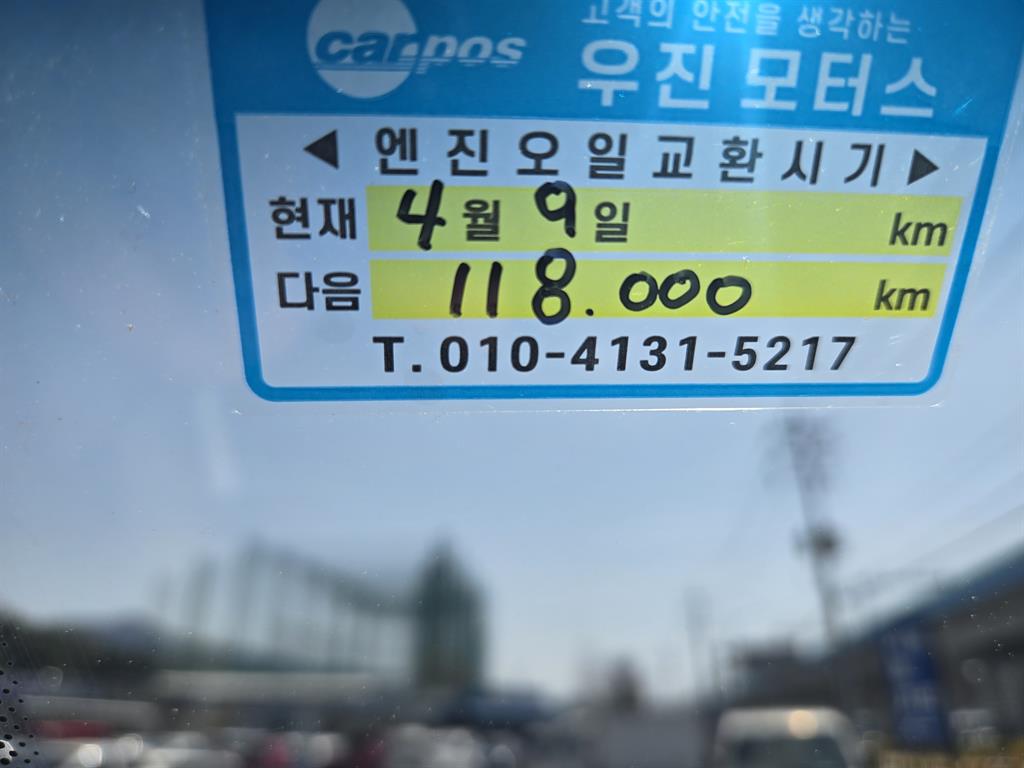 carpos
고객의 안전을 생각하는
우진모터스
◀ 엔진오일교환시기 ▶
현재 4월 9일 km
다음 118.000 km
T. 010-4131-5217